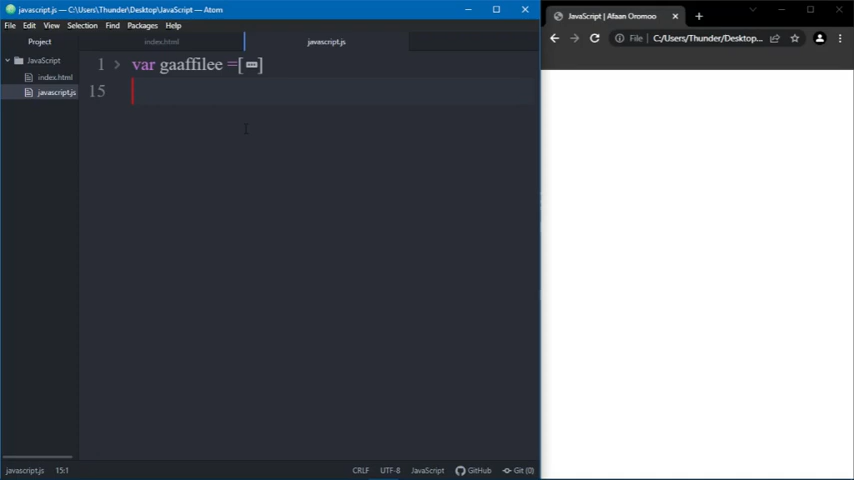 javascript.js — C:\Users\Thunder\Desktop\JavaScript — Atom
File Edit View Selection Find Packages Help
Project
JavaScript
index.html
javascript.js
index.html javascript.js
1 var gaaffilee =[ ]
15
javascript.js 15:1 CRLF UTF-8 JavaScript GitHub Git (0)
JavaScript | Afaan Oromoo
File C:/Users/Thunder/Desktop...